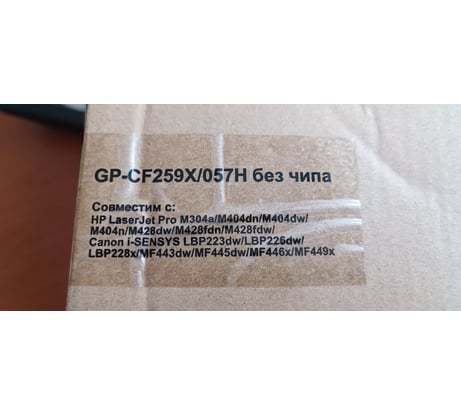 GP-CF259X/057H без чипа
Совместим с:
HP LaserJet Pro M304a/M404dn/M404dw/
M404n/M428dw/M428fdn/M428fdw/
Canon i-SENSYS LBP223dw/LBP226dw/
LBP228x/MF443dw/MF445dw/MF446x/MF449x